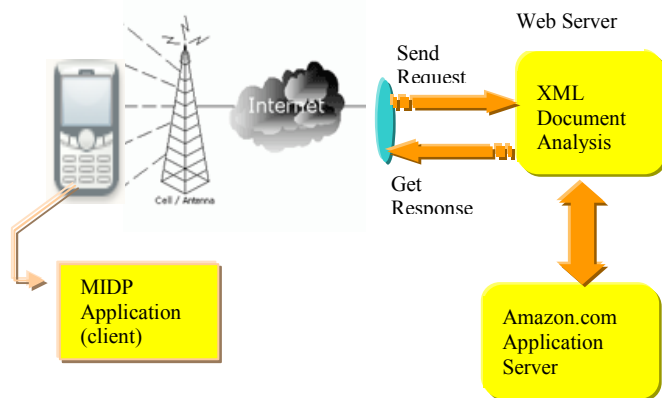 Web Server
Send
Request
XML
Document
Analysis
Internet
Get
Response
Cell / Antenna
MIDP
Application
(client)
Amazon.com
Application
Server